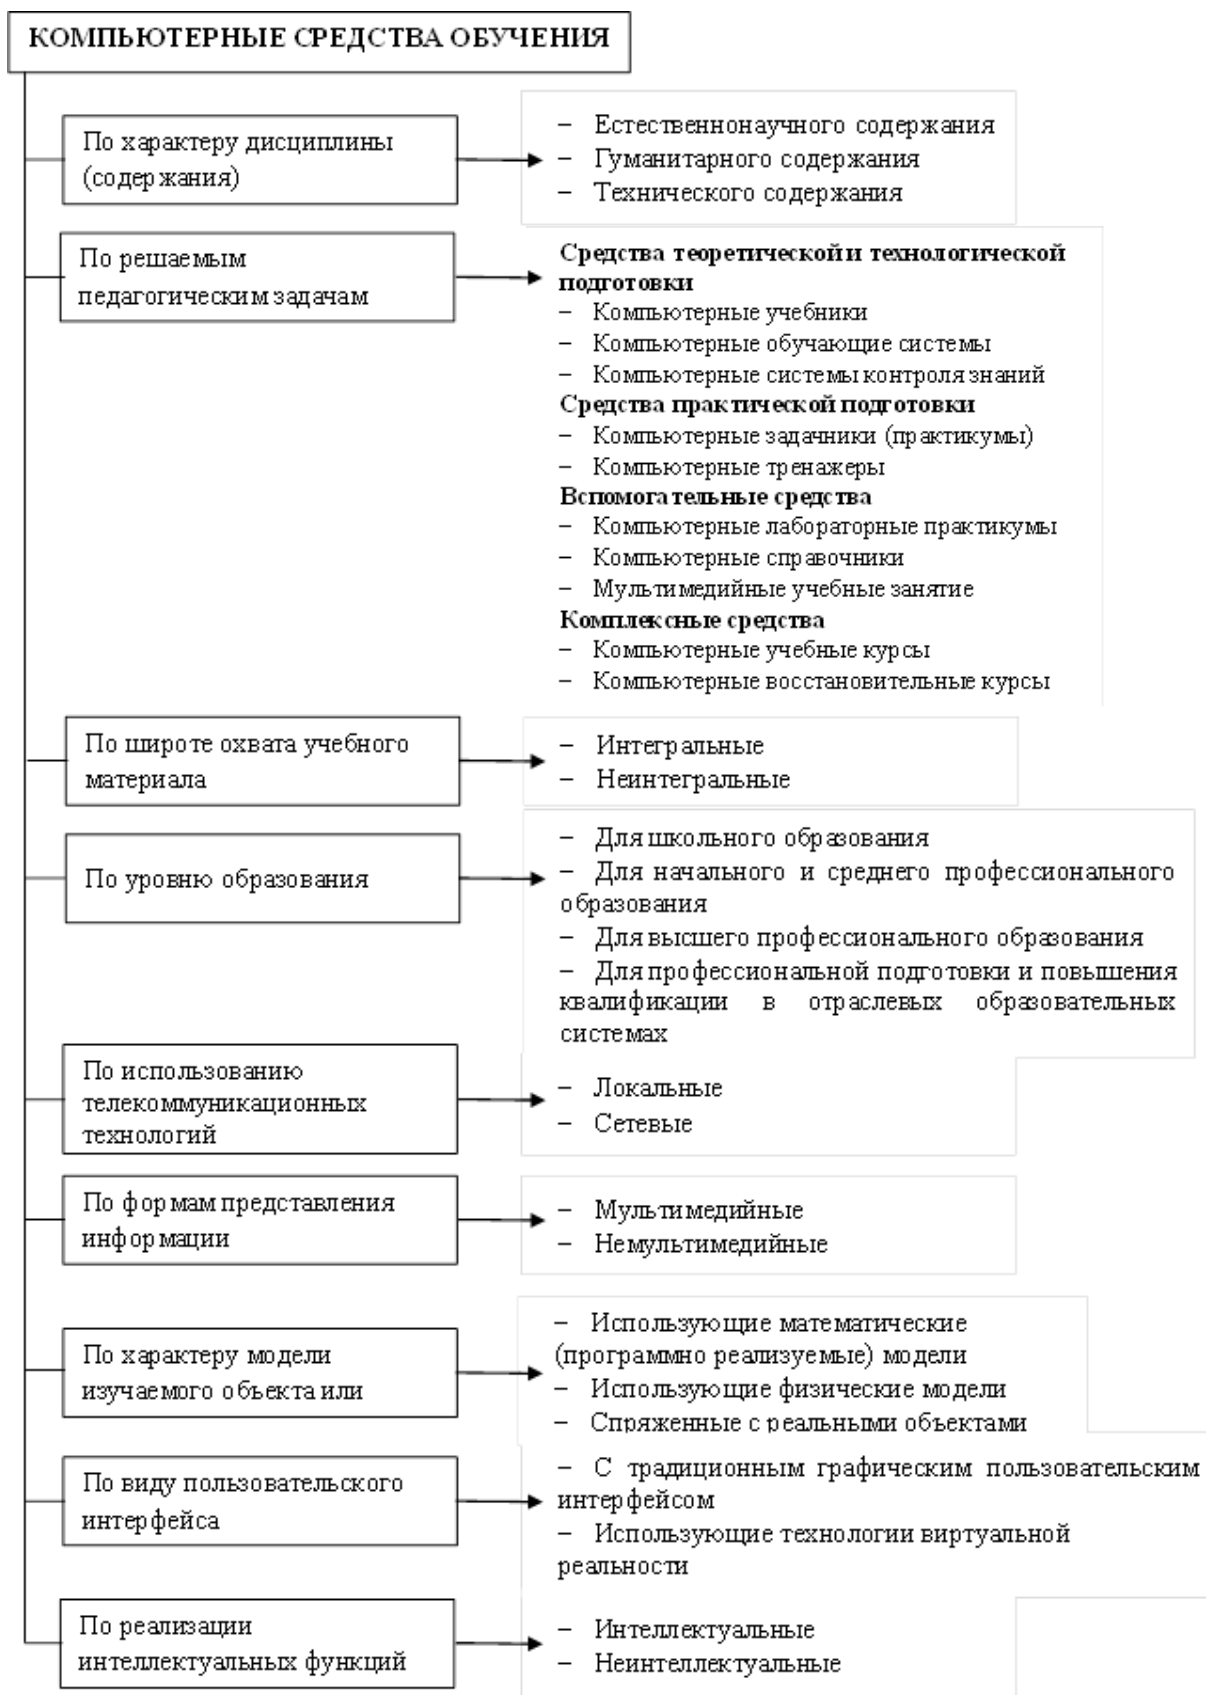 КОМПЬЮТЕРНЫЕ СРЕДСТВА ОБУЧЕНИЯ
По характеру дисциплины
(содержания)
– Естественнонаучного содержания
– Гуманитарного содержания
– Технического содержания
По решаемым
педагогическим задачам
Средства теоретической и технологической
подготовки
– Компьютерные учебники
– Компьютерные обучающие системы
– Компьютерные системы контроля знаний
Средства практической подготовки
– Компьютерные задачники (практикумы)
– Компьютерные тренажеры
Вспомогательные средства
– Компьютерные лабораторные практикумы
– Компьютерные справочники
– Мультимедийные учебные занятие
Комплексные средства
– Компьютерные учебные курсы
– Компьютерные восстановительные курсы
По широте охвата учебного
материала
– Интегральные
– Неинтегральные
По уровню образования
– Для школьного образования
– Для начального и среднего профессионального
образования
– Для высшего профессионального образования
– Для профессиональной подготовки и повышения
квалификации в отраслевых образовательных
системах
По использованию
телекоммуникационных
технологий
– Локальные
– Сетевые
По формам представления
информации
– Мультимедийные
– Немультимедийные
По характеру модели
изучаемого объекта или
– Использующие математические
(программно реализуемые) модели
– Использующие физические модели
– Спряженные с реальными объектами
По виду пользовательского
интерфейса
– С традиционным графическим пользовательским
интерфейсом
– Использующие технологии виртуальной
реальности
По реализации
интеллектуальных функций
– Интеллектуальные
– Неинтеллектуальные